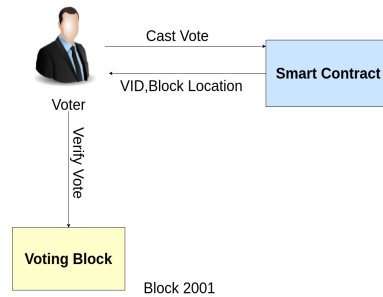 Cast Vote
Smart Contract
VID,Block Location
Voter
Verify Vote
Voting Block
Block 2001